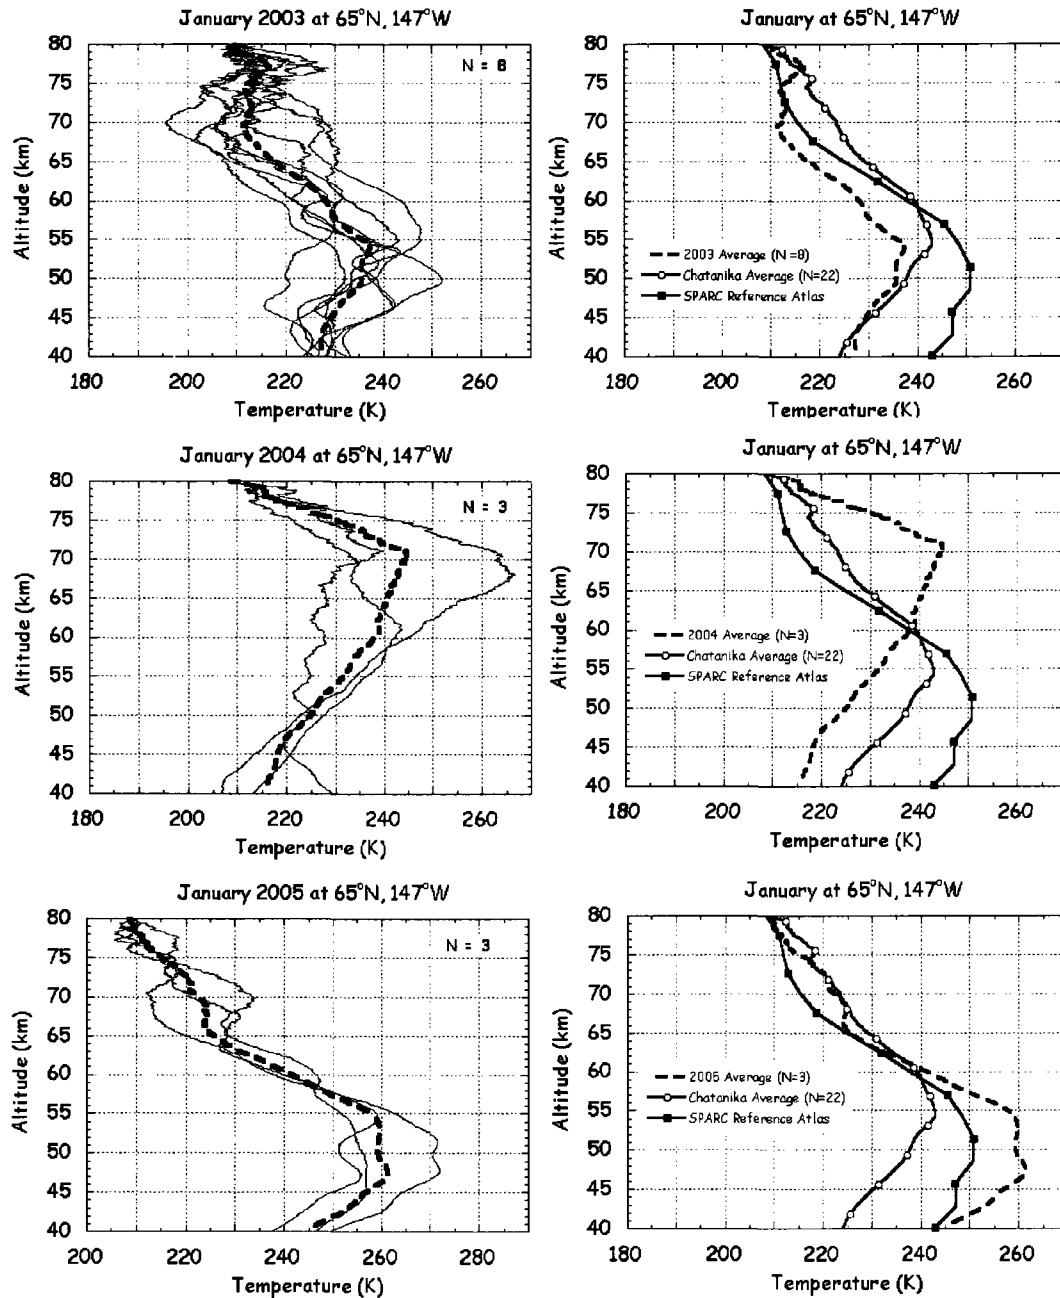 January 2003 at 65°N, 147°W
80
75
70
65
60
55
50
45
40
Altitude (km)
N = 8
180 200 220 240 260
Temperature (K)
January at 65°N, 147°W
80
75
70
65
60
55
50
45
40
Altitude (km)
2003 Average (N =8)
Chatanika Average (N=22)
SPARC Reference Atlas
180 200 220 240 260
Temperature (K)
January 2004 at 65°N, 147°W
80
75
70
65
60
55
50
45
40
Altitude (km)
N = 3
180 200 220 240 260
Temperature (K)
January at 65°N, 147°W
80
75
70
65
60
55
50
45
40
Altitude (km)
2004 Average (N=3)
Chatanika Average (N=22)
SPARC Reference Atlas
180 200 220 240 260
Temperature (K)
January 2005 at 65°N, 147°W
80
75
70
65
60
55
50
45
40
Altitude (km)
N = 3
200 220 240 260 280
Temperature (K)
January at 65°N, 147°W
80
75
70
65
60
55
50
45
40
Altitude (km)
2005 Average (N=3)
Chatanika Average (N=22)
SPARC Reference Atlas
180 200 220 240 260
Temperature (K)